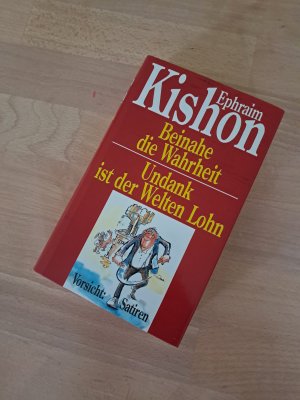 Ephraim
Kishon
Beinahe
die Wahrheit
Undank
ist der Welten Lohn
Vorsicht:
Satiren